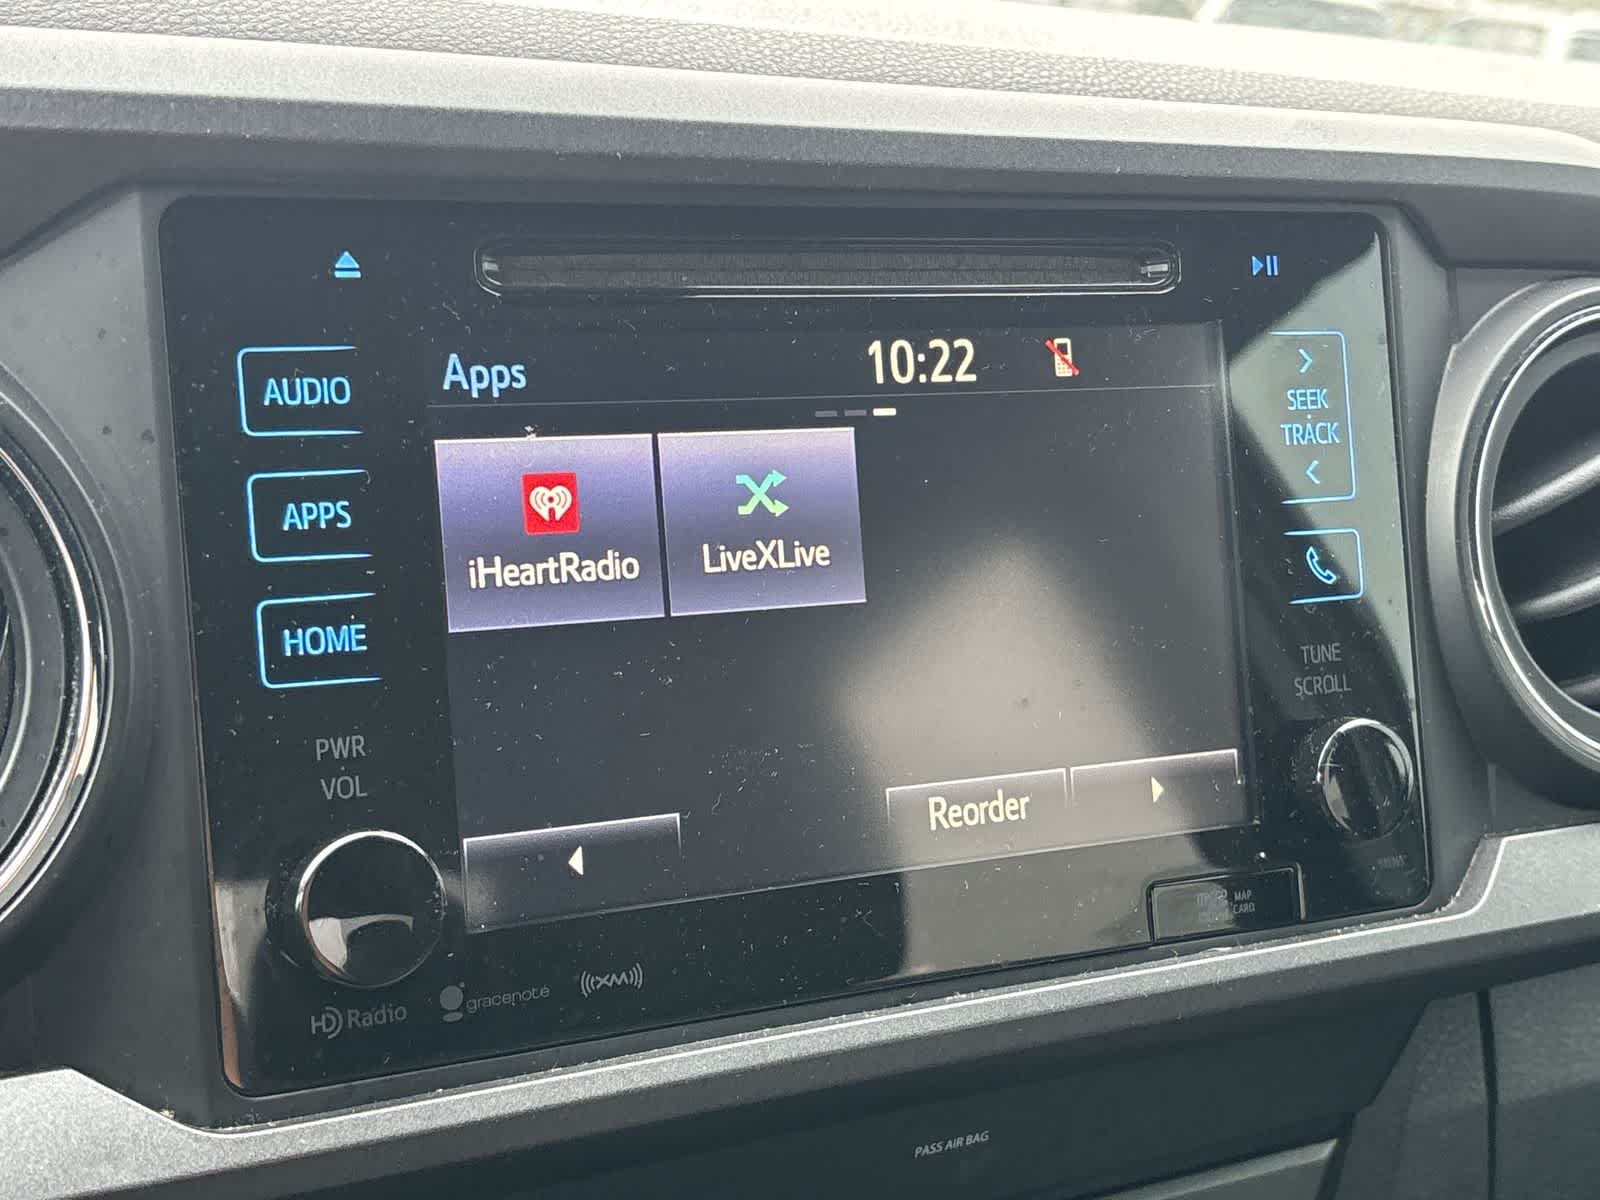 Apps
10:22
AUDIO
APPS
HOME
iHeartRadio
LiveXLive
SEEK
TRACK
TUNE
SCROLL
PWR
VOL
Reorder
MAP
CARD
HD Radio
gracenote
((XM))
PASS AIR BAG